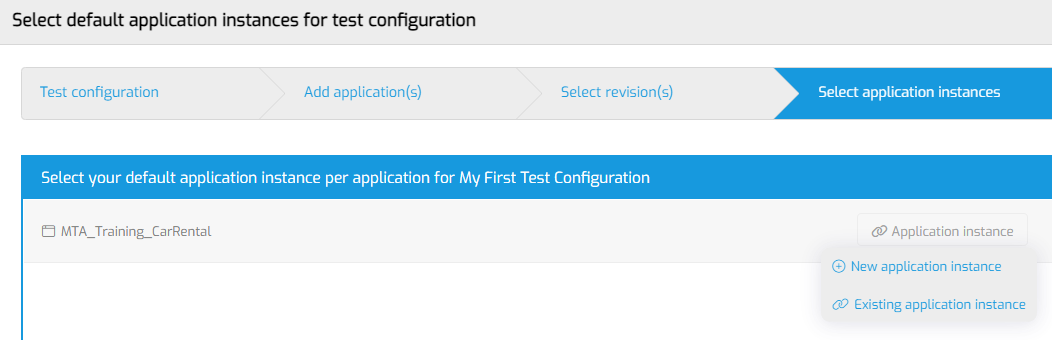 Select default application instances for test configuration
Test configuration
Add application(s)
Select revision(s)
Select application instances
Select your default application instance per application for My First Test Configuration
MTA_Training_CarRental
Application instance
New application instance
Existing application instance